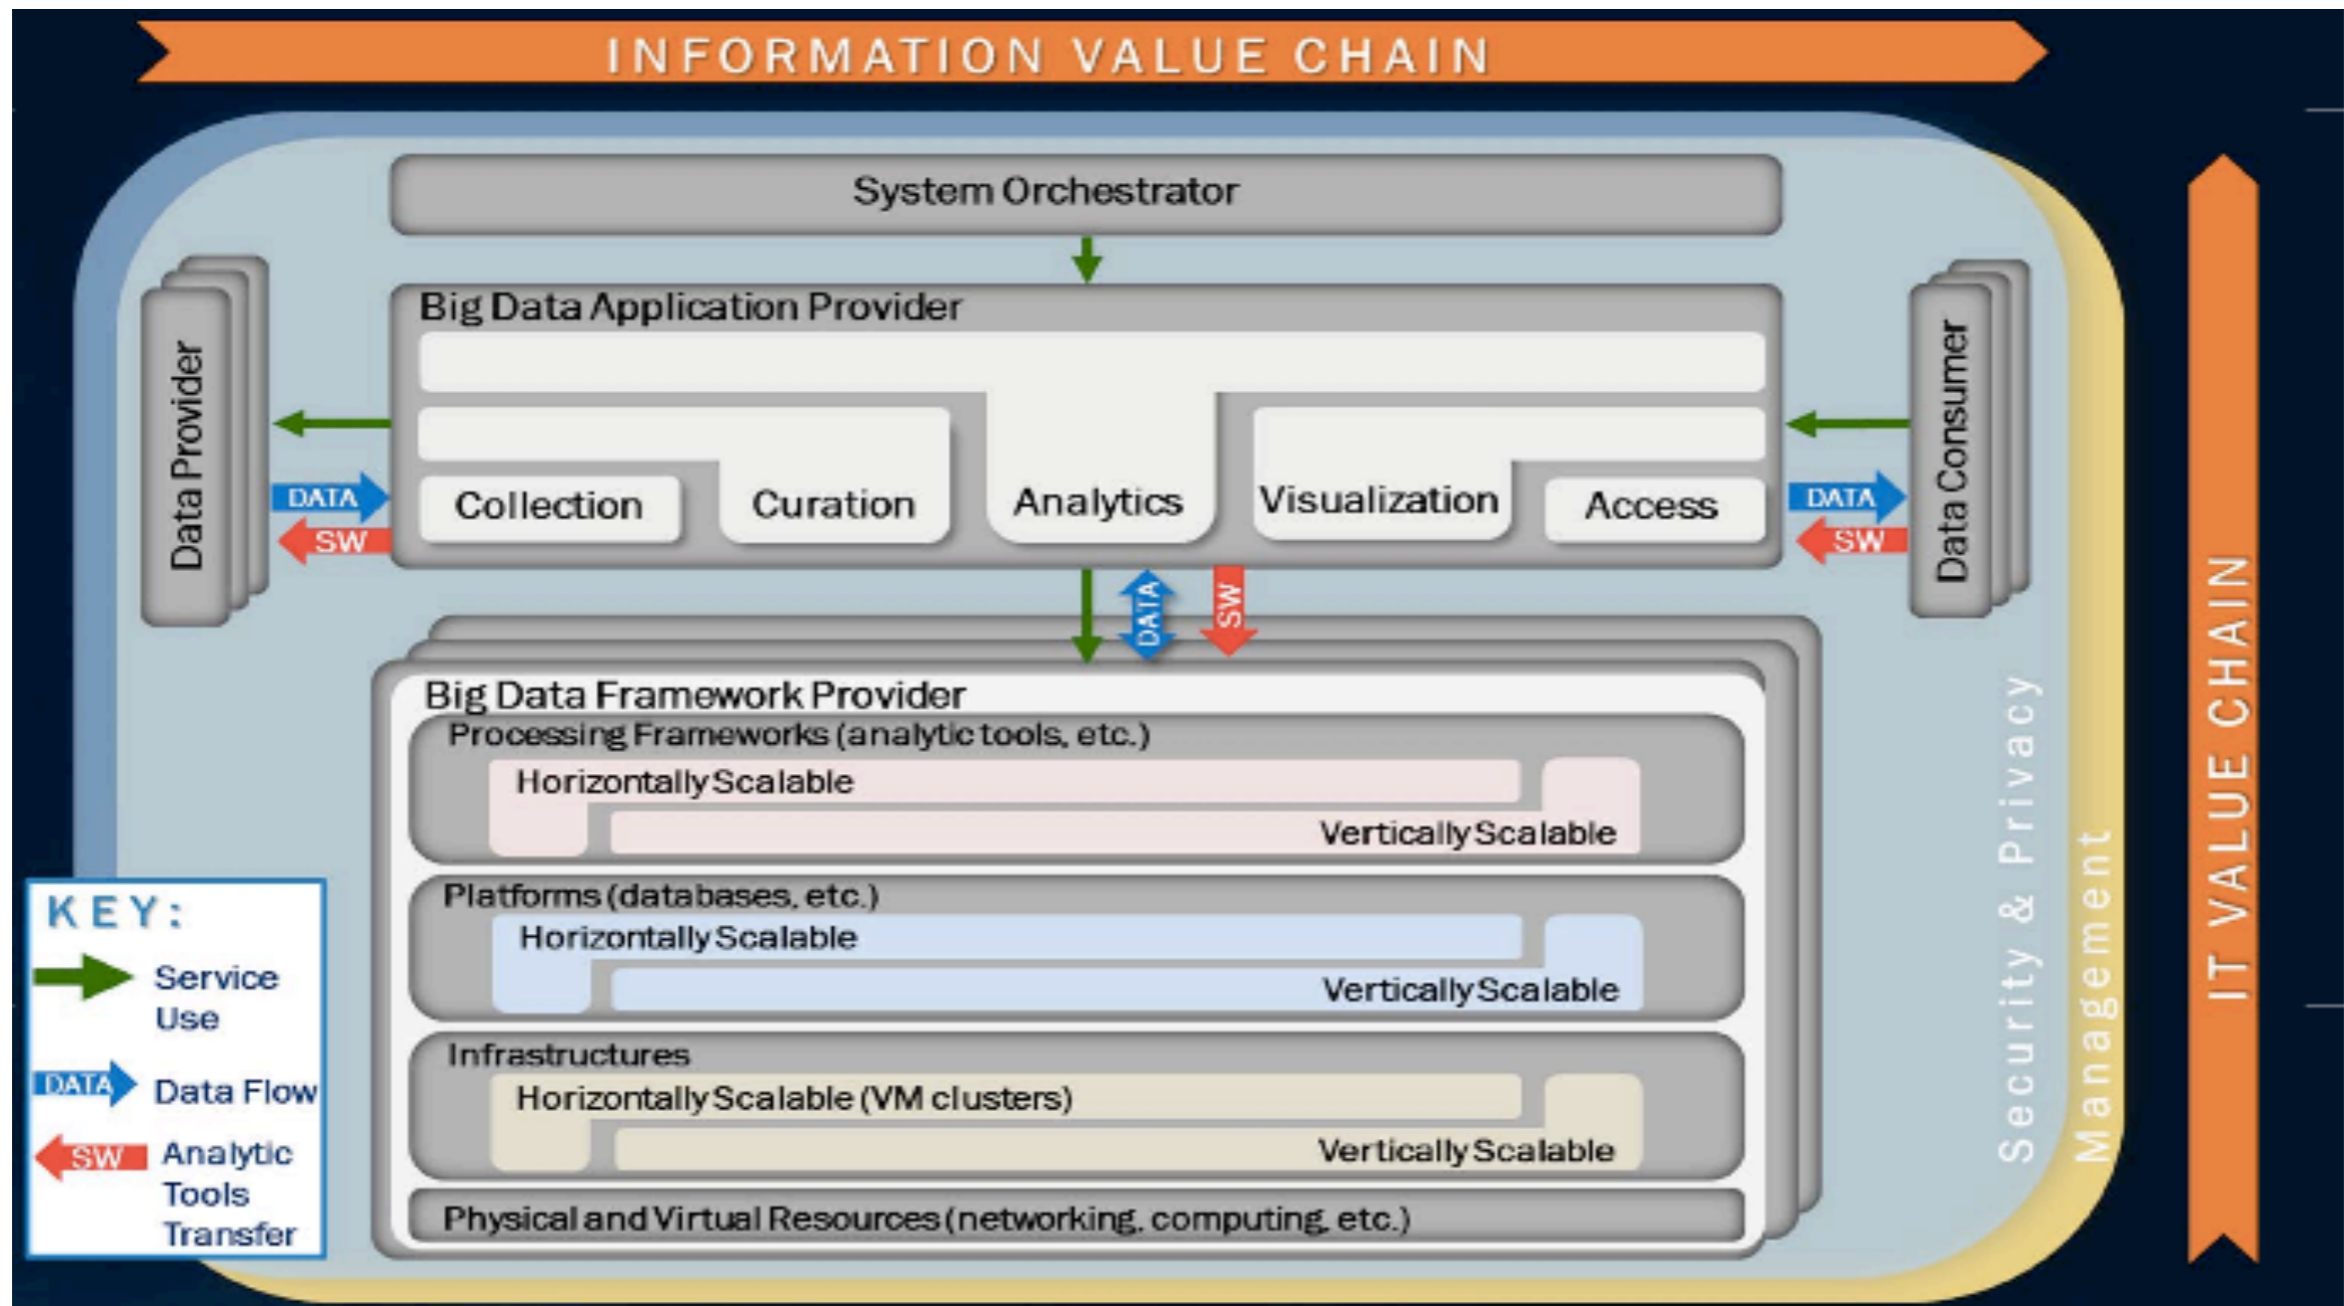 INFORMATION VALUE CHAIN
System Orchestrator
Big Data Application Provider
Data Provider
DATA
SW
Collection
Curation
Analytics
Visualization
Access
DATA
SW
Data Consumer
DATA
SW
Big Data Framework Provider
Processing Frameworks (analytic tools, etc.)
Horizontally Scalable
Vertically Scalable
Platforms (databases, etc.)
Horizontally Scalable
Vertically Scalable
Infrastructures
Horizontally Scalable (VM clusters)
Vertically Scalable
Physical and Virtual Resources (networking, computing, etc.)
KEY:
Service
Use
DATA
Data Flow
SW
Analytic
Tools
Transfer
Security & Privacy
Management
IT VALUE CHAIN